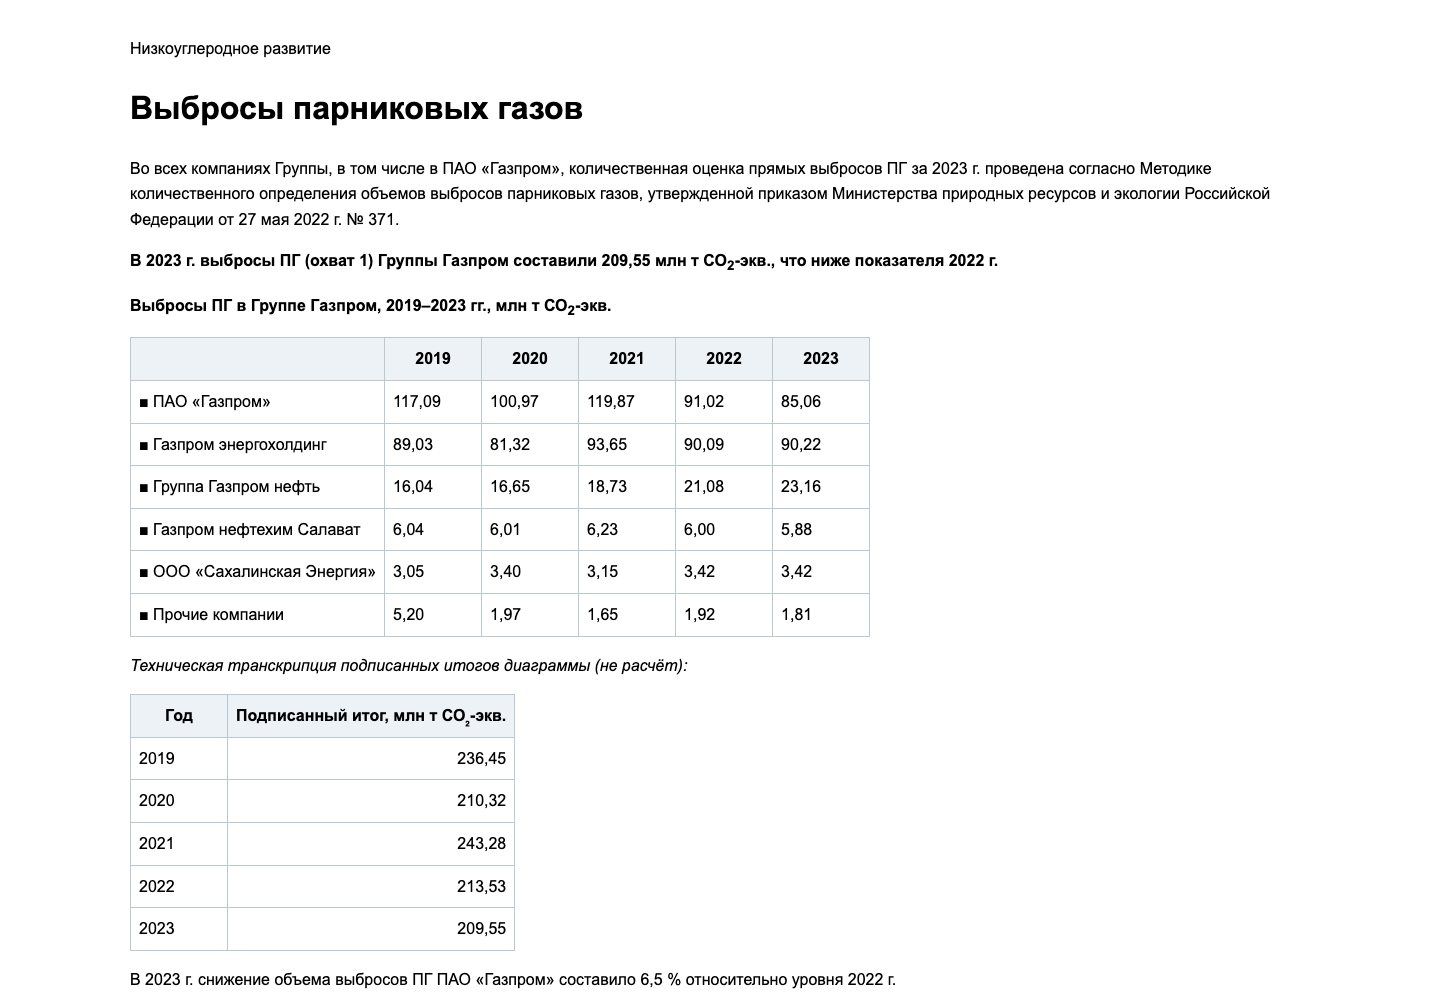 Низкоуглеродное развитие
Выбросы парниковых газов
Во всех компаниях Группы, в том числе в ПАО «Газпром», количественная оценка прямых выбросов ПГ за 2023 г. проведена согласно Методике
количественного определения объемов выбросов парниковых газов, утвержденной приказом Министерства природных ресурсов и экологии Российской
Федерации от 27 мая 2022 г. № 371.
В 2023 г. выбросы ПГ (охват 1) Группы Газпром составили 209,55 млн т CO₂-экв., что ниже показателя 2022 г.
Выбросы ПГ в Группе Газпром, 2019–2023 гг., млн т CO₂-экв.
2019 2020 2021 2022 2023
■ ПАО «Газпром» 117,09 100,97 119,87 91,02 85,06
■ Газпром энергохолдинг 89,03 81,32 93,65 90,09 90,22
■ Группа Газпром нефть 16,04 16,65 18,73 21,08 23,16
■ Газпром нефтехим Салават 6,04 6,01 6,23 6,00 5,88
■ ООО «Сахалинская Энергия» 3,05 3,40 3,15 3,42 3,42
■ Прочие компании 5,20 1,97 1,65 1,92 1,81
Техническая транскрипция подписанных итогов диаграммы (не расчёт):
Год Подписанный итог, млн т CO₂-экв.
2019 236,45
2020 210,32
2021 243,28
2022 213,53
2023 209,55
В 2023 г. снижение объема выбросов ПГ ПАО «Газпром» составило 6,5 % относительно уровня 2022 г.